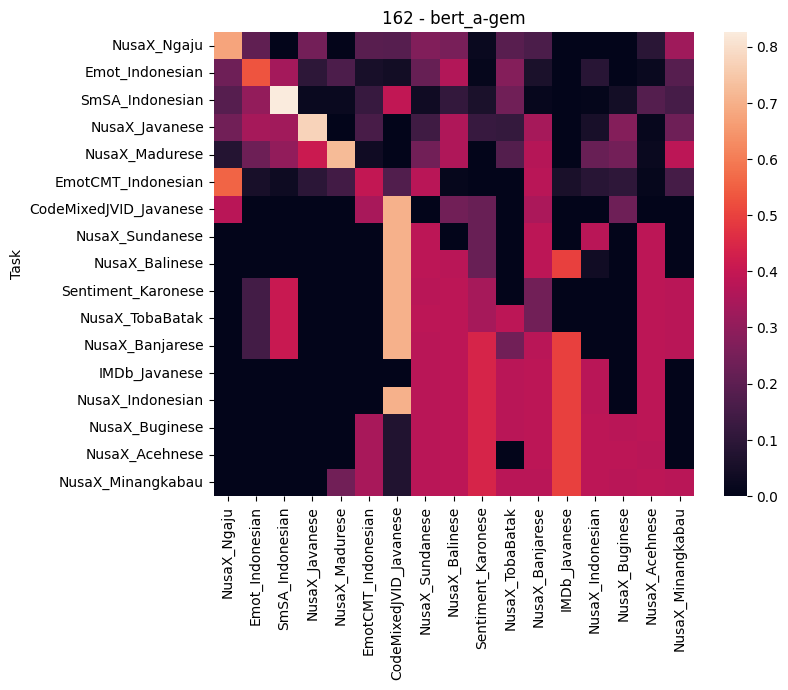 162 - bert_a-gem
Task
NusaX_Ngaju
Emot_Indonesian
SmSA_Indonesian
NusaX_Javanese
NusaX_Madurese
EmotCMT_Indonesian
CodeMixedJVID_Javanese
NusaX_Sundanese
NusaX_Balinese
Sentiment_Karonese
NusaX_TobaBatak
NusaX_Banjarese
IMDb_Javanese
NusaX_Indonesian
NusaX_Buginese
NusaX_Acehnese
NusaX_Minangkabau
NusaX_Ngaju
Emot_Indonesian
SmSA_Indonesian
NusaX_Javanese
NusaX_Madurese
EmotCMT_Indonesian
CodeMixedJVID_Javanese
NusaX_Sundanese
NusaX_Balinese
Sentiment_Karonese
NusaX_TobaBatak
NusaX_Banjarese
IMDb_Javanese
NusaX_Indonesian
NusaX_Buginese
NusaX_Acehnese
NusaX_Minangkabau
0.8
0.7
0.6
0.5
0.4
0.3
0.2
0.1
0.0